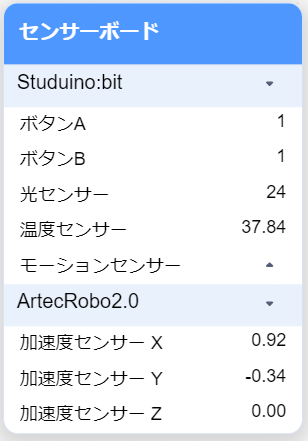 センサーボード
Studuino:bit
ボタンA 1
ボタンB 1
光センサー 24
温度センサー 37.84
モーションセンサー
ArtecRobo2.0
加速度センサー X 0.92
加速度センサー Y -0.34
加速度センサー Z 0.00